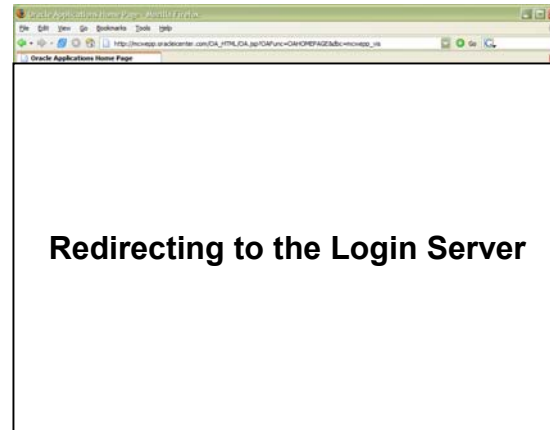 Oracle Applications Home Page - Mozilla Firefox
File Edit View Go Bookmarks Tools Help
Go
Oracle Applications Home Page
Redirecting to the Login Server